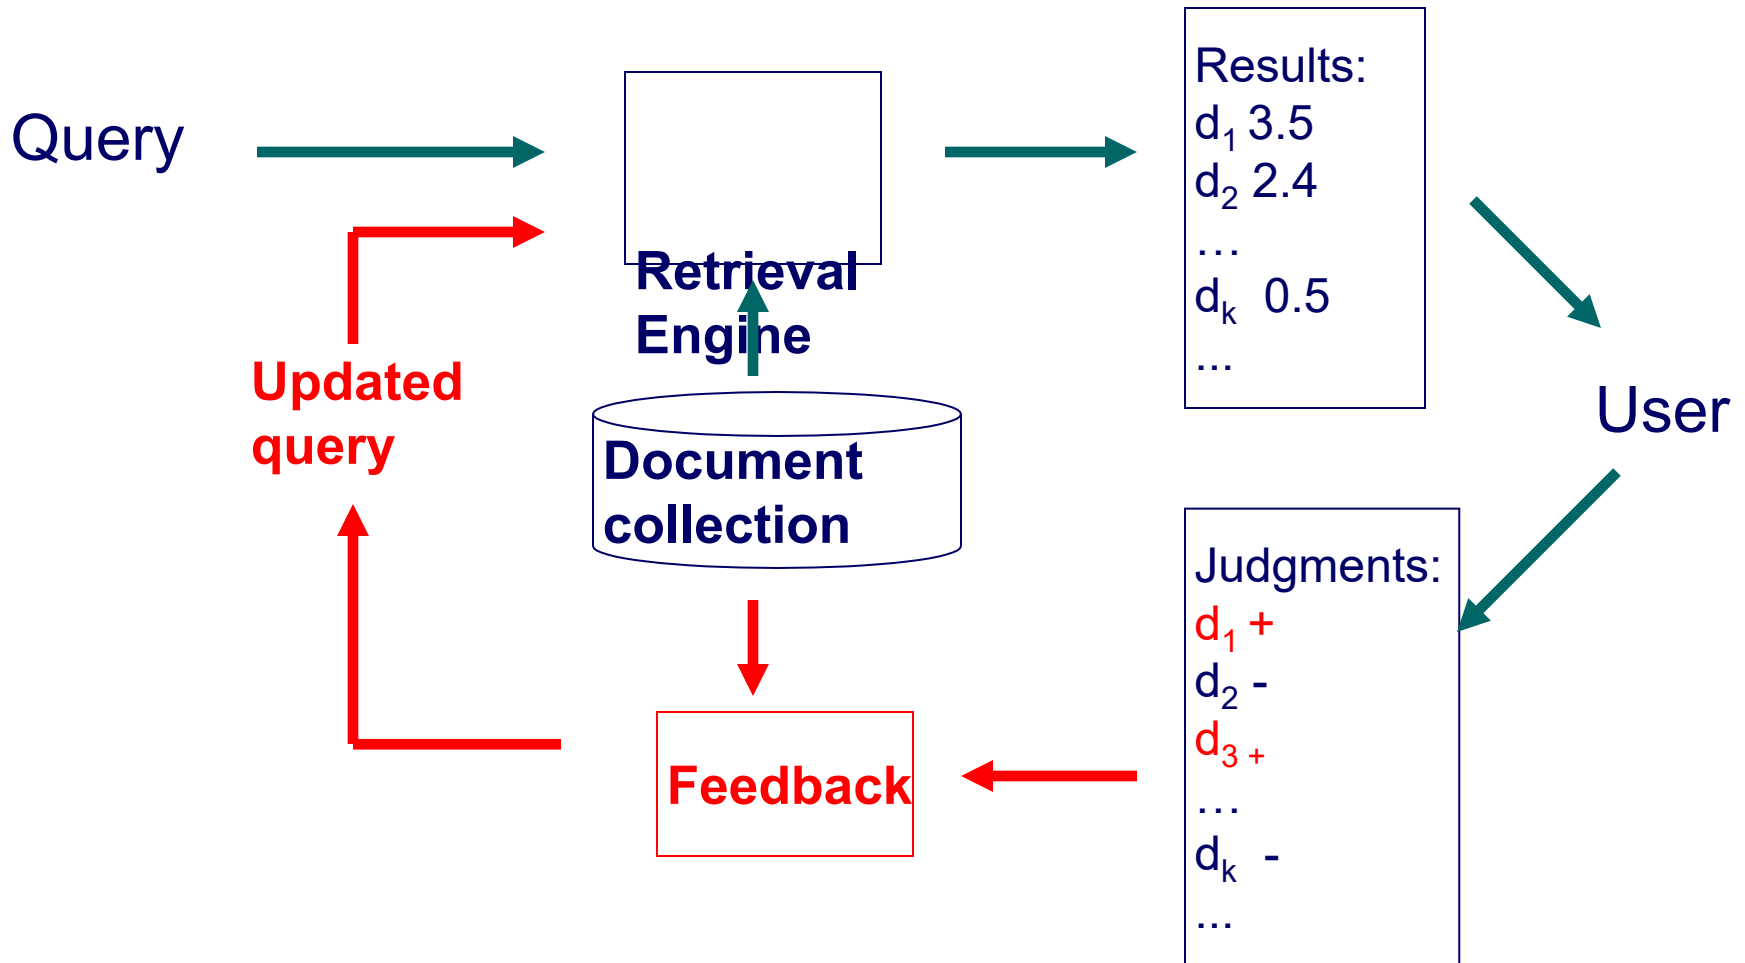 Query
Retrieval
Engine
Results:
d1 3.5
d2 2.4
…
dk 0.5
...
User
Updated
query
Document
collection
Judgments:
d1 +
d2 -
d3 +
…
dk -
...
Feedback